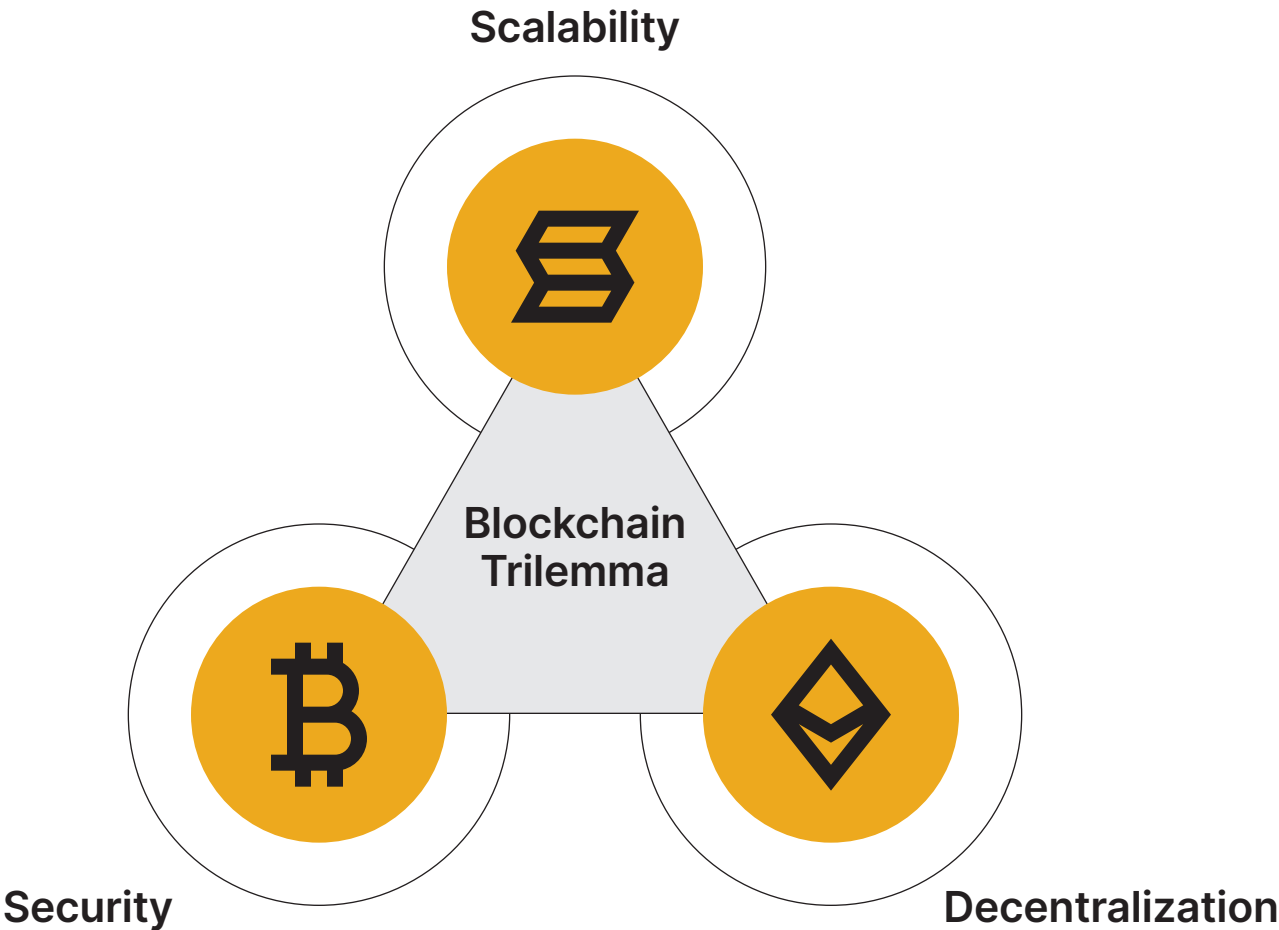 Scalability
Blockchain
Trilemma
Security
Decentralization